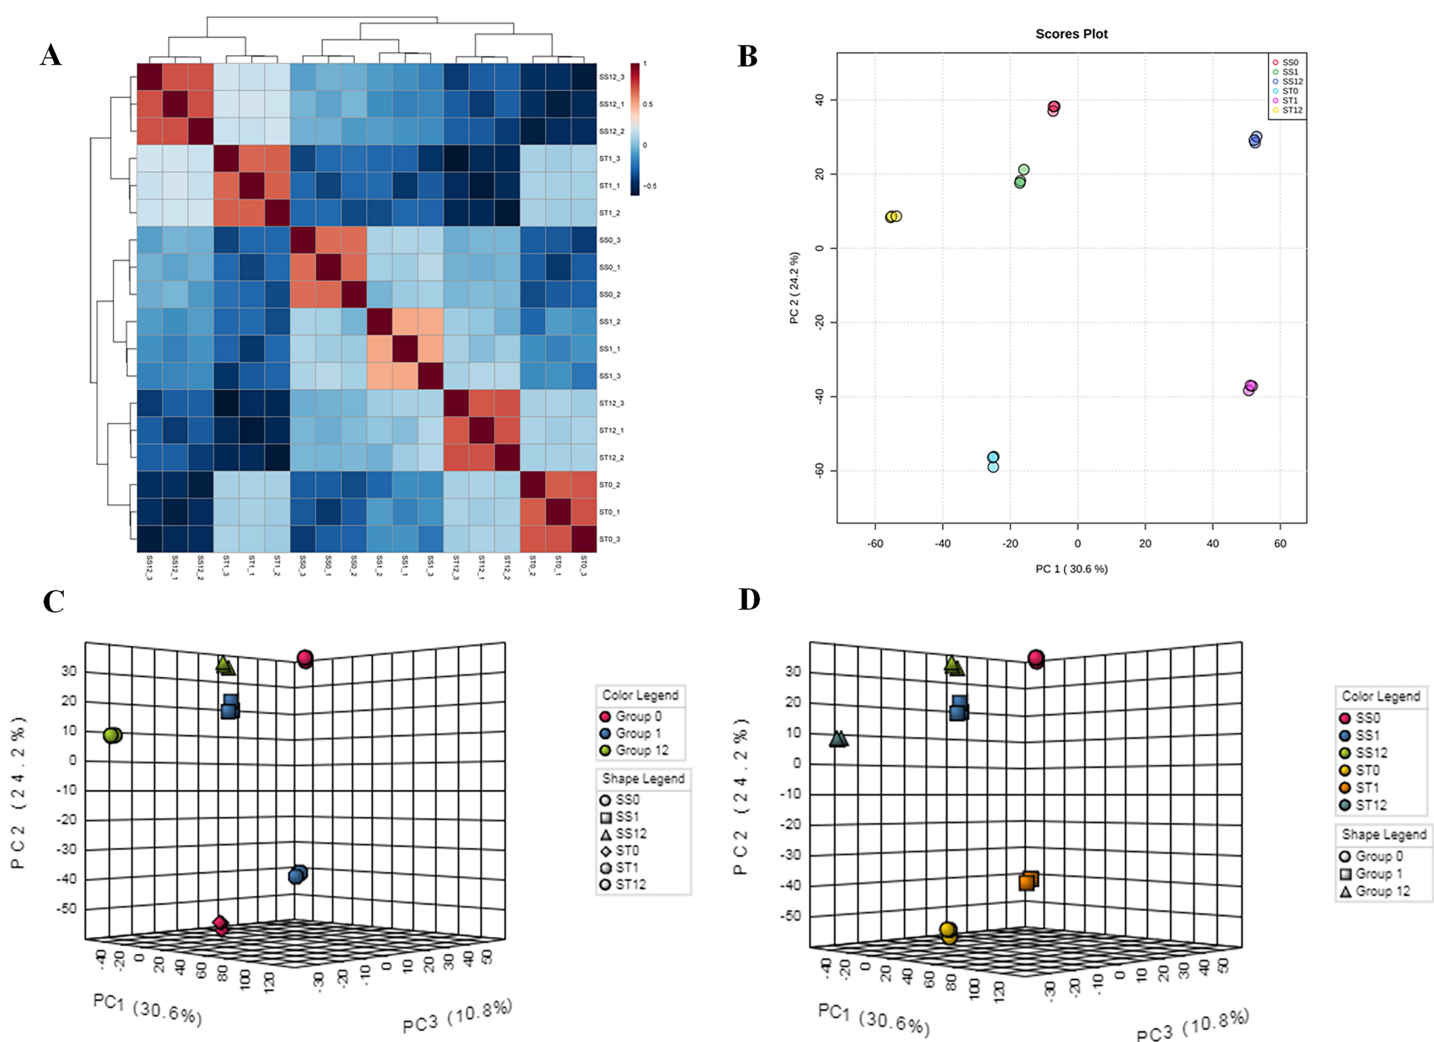 A
1
0.5
0
−0.5
SS12_3
SS12_1
SS12_2
ST1_3
ST1_1
ST1_2
SS0_3
SS0_1
SS0_2
SS1_2
SS1_1
SS1_3
ST12_3
ST12_1
ST12_2
ST0_2
ST0_1
ST0_3
SS12_3
SS12_1
SS12_2
ST1_3
ST1_1
ST1_2
SS0_3
SS0_1
SS0_2
SS1_2
SS1_1
SS1_3
ST12_3
ST12_1
ST12_2
ST0_2
ST0_1
ST0_3
B
Scores Plot
SS0
SS1
SS12
ST0
ST1
ST12
PC 2 ( 24.2 %)
40
20
0
-20
-40
-60
-60
-40
-20
0
20
40
60
PC 1 ( 30.6 %)
C
PC2 (24.2%)
30
20
10
0
-10
-20
-30
-40
-50
-40
-20
0
20
40
60
80
100
120
PC1 (30.6%)
-30
-20
-10
0
10
20
30
40
50
PC3 (10.8%)
Color Legend
Group 0
Group 1
Group 12
Shape Legend
SS0
SS1
SS12
ST0
ST1
ST12
D
PC2 (24.2%)
30
20
10
0
-10
-20
-30
-40
-50
-40
-20
0
20
40
60
80
100
120
PC1 (30.6%)
-30
-20
-10
0
10
20
30
40
50
PC3 (10.8%)
Color Legend
SS0
SS1
SS12
ST0
ST1
ST12
Shape Legend
Group 0
Group 1
Group 12